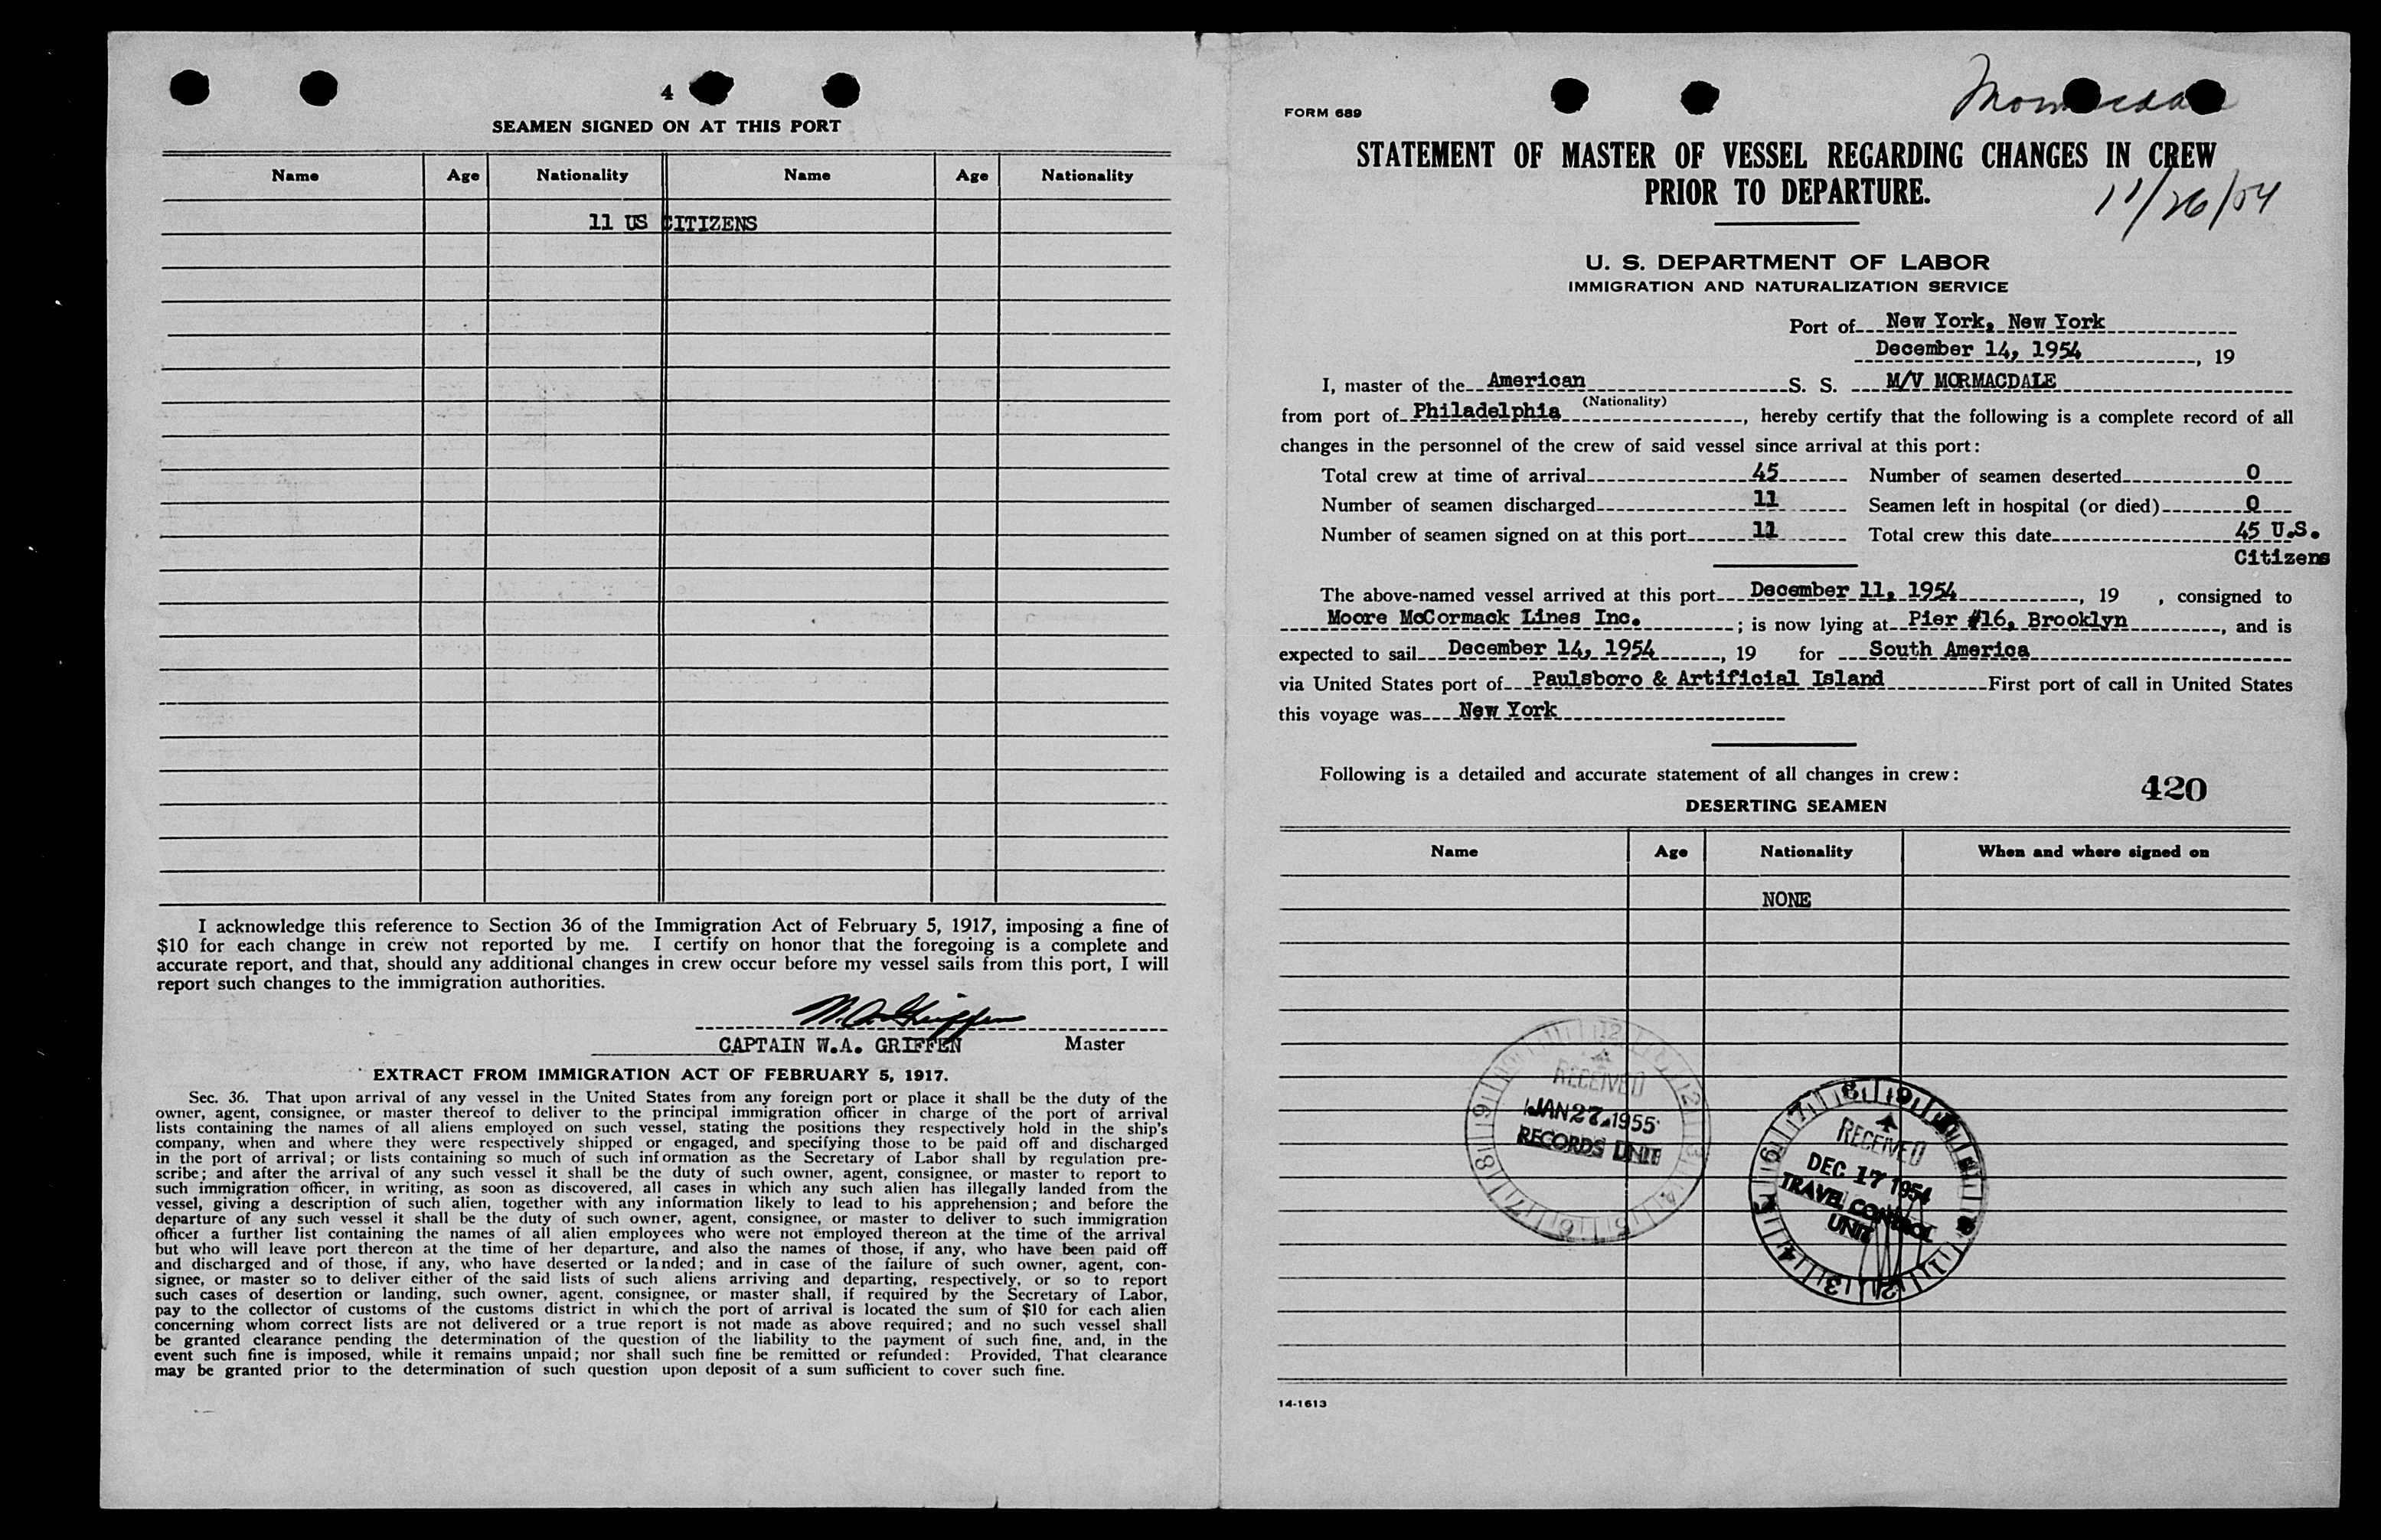 4
SEAMEN SIGNED ON AT THIS PORT
Name Age Nationality Name Age Nationality
11 US CITIZENS
I acknowledge this reference to Section 36 of the Immigration Act of February 5, 1917, imposing a fine of
$10 for each change in crew not reported by me. I certify on honor that the foregoing is a complete and
accurate report, and that, should any additional changes in crew occur before my vessel sails from this port, I will
report such changes to the immigration authorities.
W.A. Griffen
CAPTAIN W.A. GRIFFEN Master
EXTRACT FROM IMMIGRATION ACT OF FEBRUARY 5, 1917.
Sec. 36. That upon arrival of any vessel in the United States from any foreign port or place it shall be the duty of the
owner, agent, consignee, or master thereof to deliver to the principal immigration officer in charge of the port of arrival
lists containing the names of all aliens employed on such vessel, stating the positions they respectively hold in the ship's
company, when and where they were respectively shipped or engaged, and specifying those to be paid off and discharged
in the port of arrival; or lists containing so much of such information as the Secretary of Labor shall by regulation pre-
scribe; and after the arrival of any such vessel it shall be the duty of such owner, agent, consignee, or master to report to
such immigration officer, in writing, as soon as discovered, all cases in which any such alien has illegally landed from the
vessel, giving a description of such alien, together with any information likely to lead to his apprehension; and before the
departure of any such vessel it shall be the duty of such owner, agent, consignee, or master to deliver to such immigration
officer a further list containing the names of all alien employees who were not employed thereon at the time of the arrival
but who will leave port thereon at the time of her departure, and also the names of those, if any, who have been paid off
and discharged and of those, if any, who have deserted or landed; and in case of the failure of such owner, agent, con-
signee, or master so to deliver either of the said lists of such aliens arriving and departing, respectively, or so to report
such cases of desertion or landing, such owner, agent, consignee, or master shall, if required by the Secretary of Labor,
pay to the collector of customs of the customs district in which the port of arrival is located the sum of $10 for each alien
concerning whom correct lists are not delivered or a true report is not made as above required; and no such vessel shall
be granted clearance pending the determination of the question of the liability to the payment of such fine, and, in the
event such fine is imposed, while it remains unpaid; nor shall such fine be remitted or refunded: Provided, That clearance
may be granted prior to the determination of such question upon deposit of a sum sufficient to cover such fine.
FORM 689
STATEMENT OF MASTER OF VESSEL REGARDING CHANGES IN CREW
PRIOR TO DEPARTURE.
11/26/54
U. S. DEPARTMENT OF LABOR
IMMIGRATION AND NATURALIZATION SERVICE
Port of New York, New York
December 14, 1954, 19
I, master of the American S. S. M/V MORMACDALE
(Nationality)
from port of Philadelphia, hereby certify that the following is a complete record of all
changes in the personnel of the crew of said vessel since arrival at this port:
Total crew at time of arrival 45 Number of seamen deserted 0
Number of seamen discharged 11 Seamen left in hospital (or died) 0
Number of seamen signed on at this port 11 Total crew this date 45 U.S.
Citizens
The above-named vessel arrived at this port December 11, 1954, 19 , consigned to
Moore McCormack Lines Inc. ; is now lying at Pier #16, Brooklyn, and is
expected to sail December 14, 1954, 19 for South America
via United States port of Paulsboro & Artificial Island First port of call in United States
this voyage was New York
Following is a detailed and accurate statement of all changes in crew:
420
DESERTING SEAMEN
Name Age Nationality When and where signed on
NONE
RECEIVED
JAN 27 1955
RECORDS UNIT
RECEIVED
DEC 17 1954
TRAVEL CONTROL
UNIT
14-1613